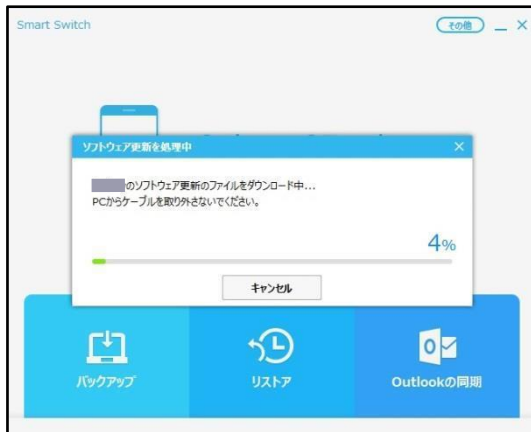 Smart Switch
その他
ソフトウェア更新を処理中
のソフトウェア更新のファイルをダウンロード中...
PCからケーブルを取り外さないでください。
4%
キャンセル
バックアップ
リストア
Outlookの同期